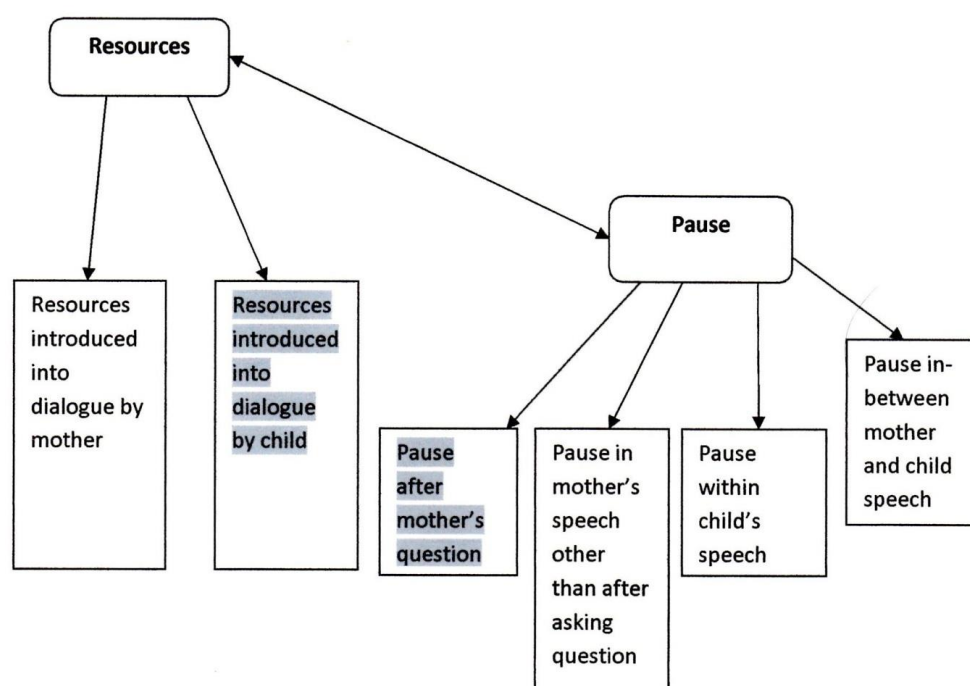 Resources
Pause
Resources
introduced
into
dialogue by
mother
Resources
introduced
into
dialogue
by child
Pause
after
mother's
question
Pause in
mother's
speech
other
than after
asking
question
Pause
within
child's
speech
Pause in-
between
mother
and child
speech